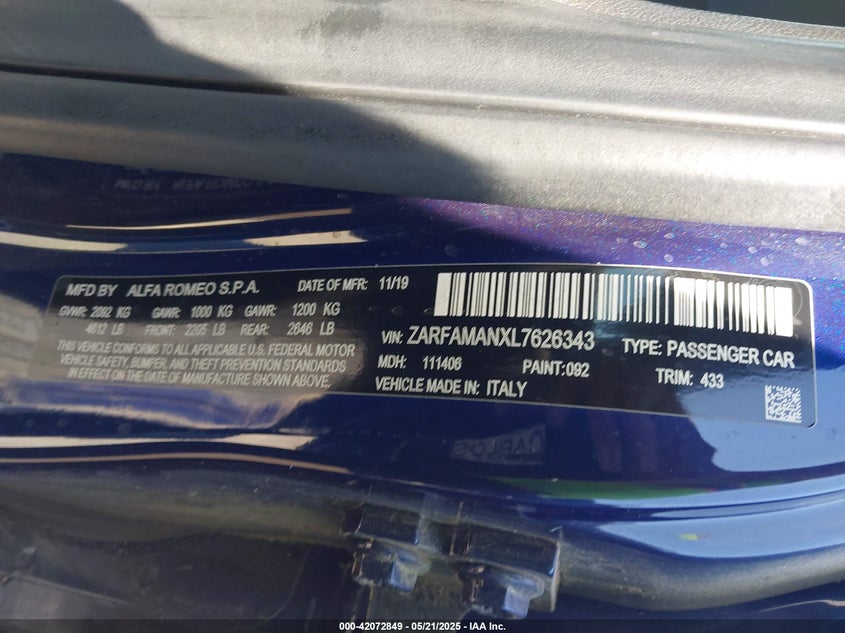 MFD BY ALFA ROMEO S.P.A. DATE OF MFR: 11/19
GVWR: 2092 KG GAWR: 1000 KG GAWR: 1200 KG
4612 LB FRONT: 2205 LB REAR: 2646 LB
THIS VEHICLE CONFORMS TO ALL APPLICABLE U.S. FEDERAL MOTOR
VEHICLE SAFETY, BUMPER, AND THEFT PREVENTION STANDARDS
IN EFFECT ON THE DATE OF MANUFACTURE SHOWN ABOVE.
VIN: ZARFAMANXL7626343 TYPE: PASSENGER CAR
MDH: 111406 PAINT:092 TRIM: 433
VEHICLE MADE IN: ITALY
000-42072849 - 05/21/2025 - IAA Inc.